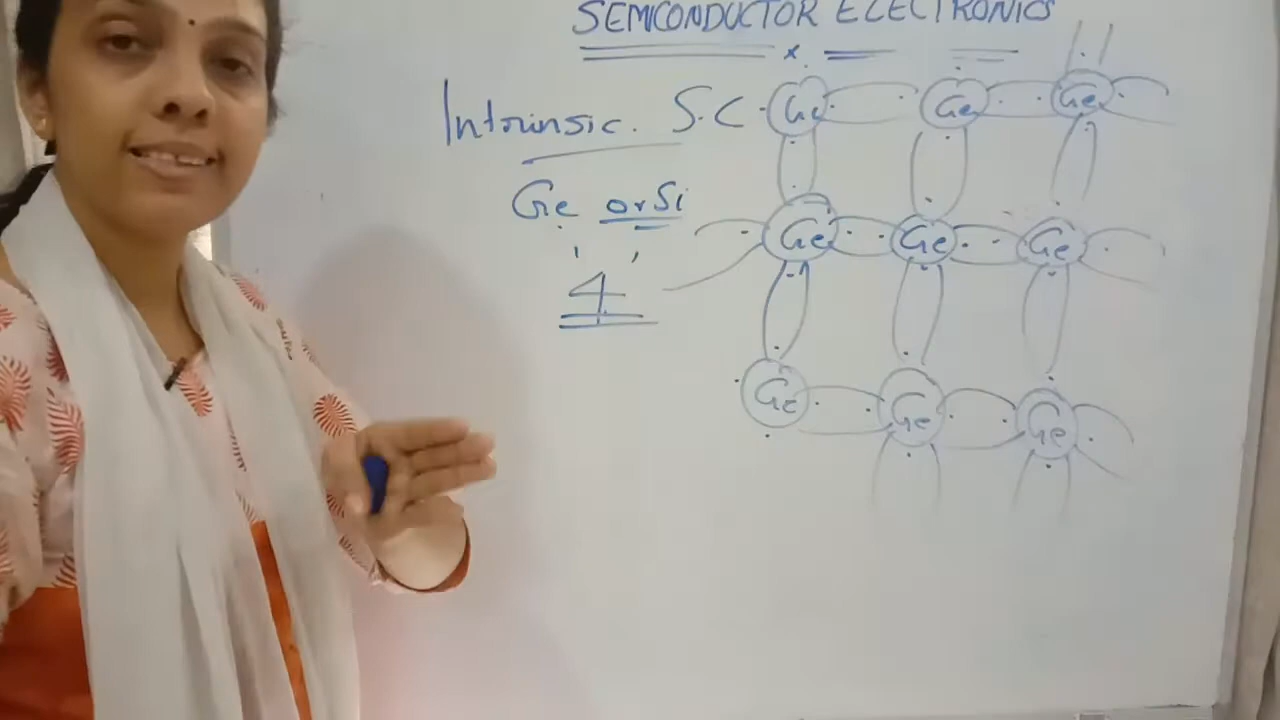 SEMICONDUCTOR ELECTRONICS
Intrinsic. S.C
Ge or Si
4
Ge Ge Ge
Ge Ge Ge
Ge Ge Ge